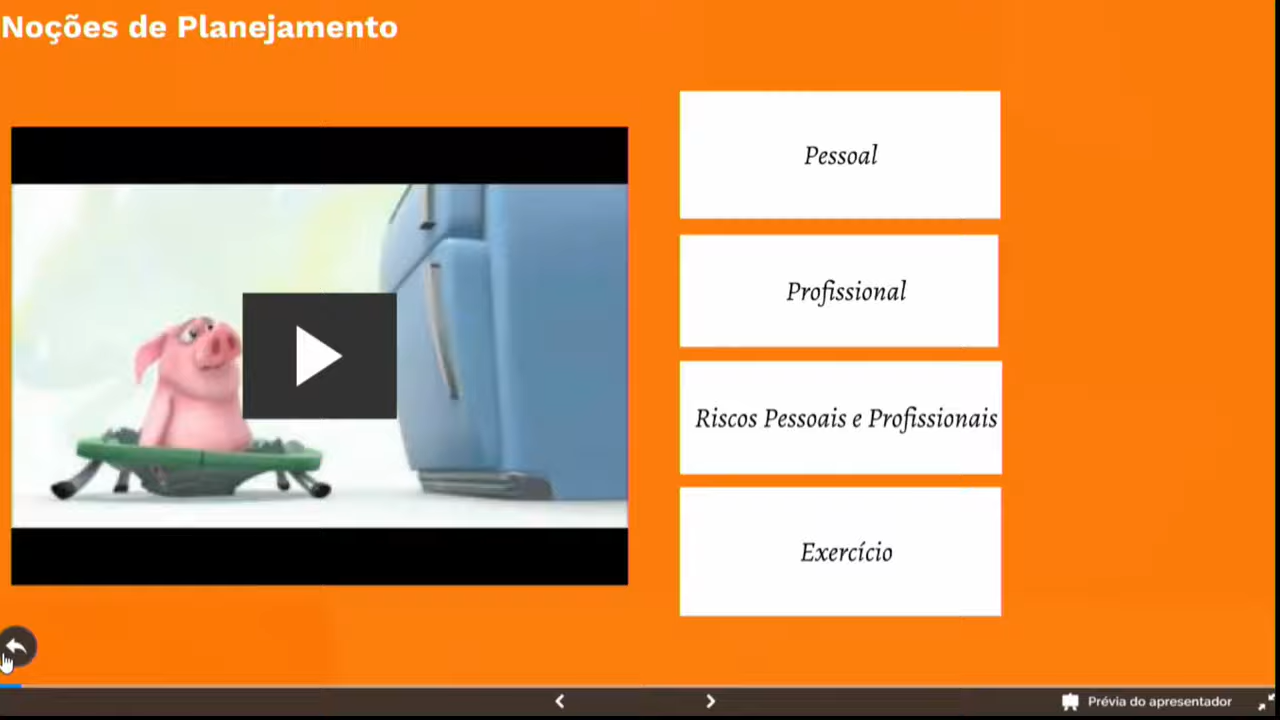 Noções de Planejamento
Pessoal
Profissional
Riscos Pessoais e Profissionais
Exercício
Prévia do apresentador